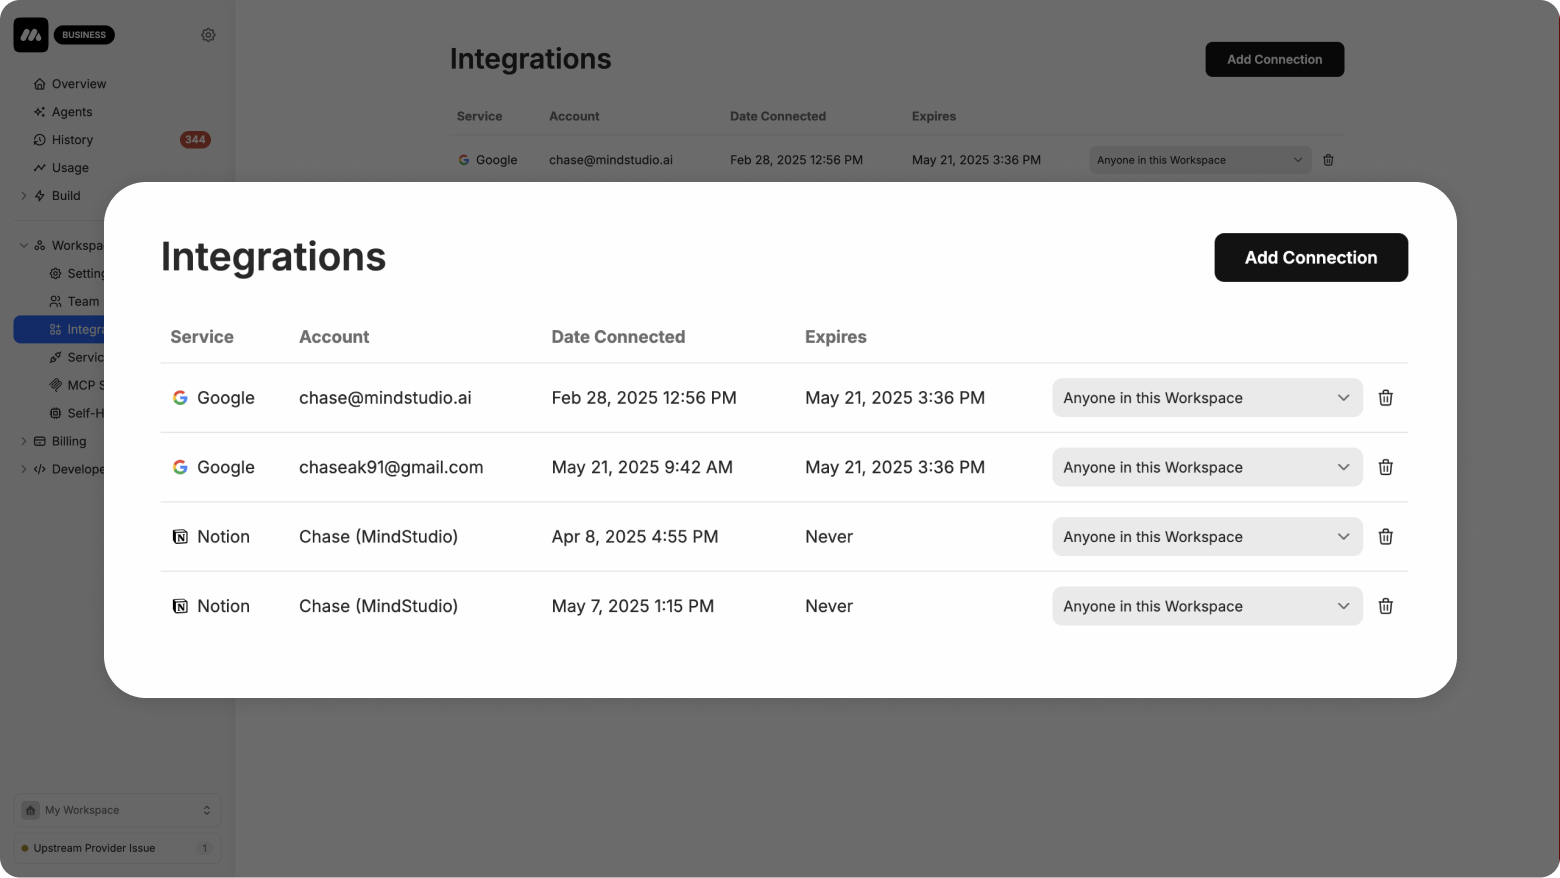 BUSINESS
Overview
Agents
History 344
Usage
Build
Workspa
Setting
Team
Integra
Servic
MCP S
Self-H
Billing
Develope
My Workspace
Upstream Provider Issue 1
Integrations
Add Connection
Service Account Date Connected Expires
Google chase@mindstudio.ai Feb 28, 2025 12:56 PM May 21, 2025 3:36 PM Anyone in this Workspace
Integrations
Add Connection
Service Account Date Connected Expires
Google chase@mindstudio.ai Feb 28, 2025 12:56 PM May 21, 2025 3:36 PM Anyone in this Workspace
Google chaseak91@gmail.com May 21, 2025 9:42 AM May 21, 2025 3:36 PM Anyone in this Workspace
Notion Chase (MindStudio) Apr 8, 2025 4:55 PM Never Anyone in this Workspace
Notion Chase (MindStudio) May 7, 2025 1:15 PM Never Anyone in this Workspace